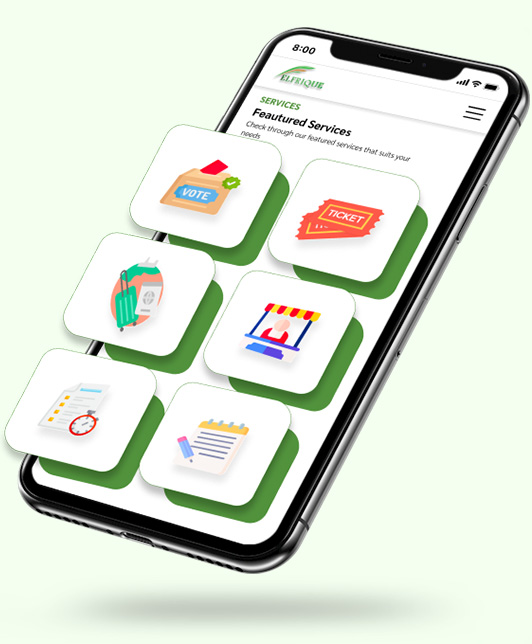 8:00
ELFRIQUE
SERVICES
Feautured Services
Check through our featured services that suits your
needs
VOTE
TICKET